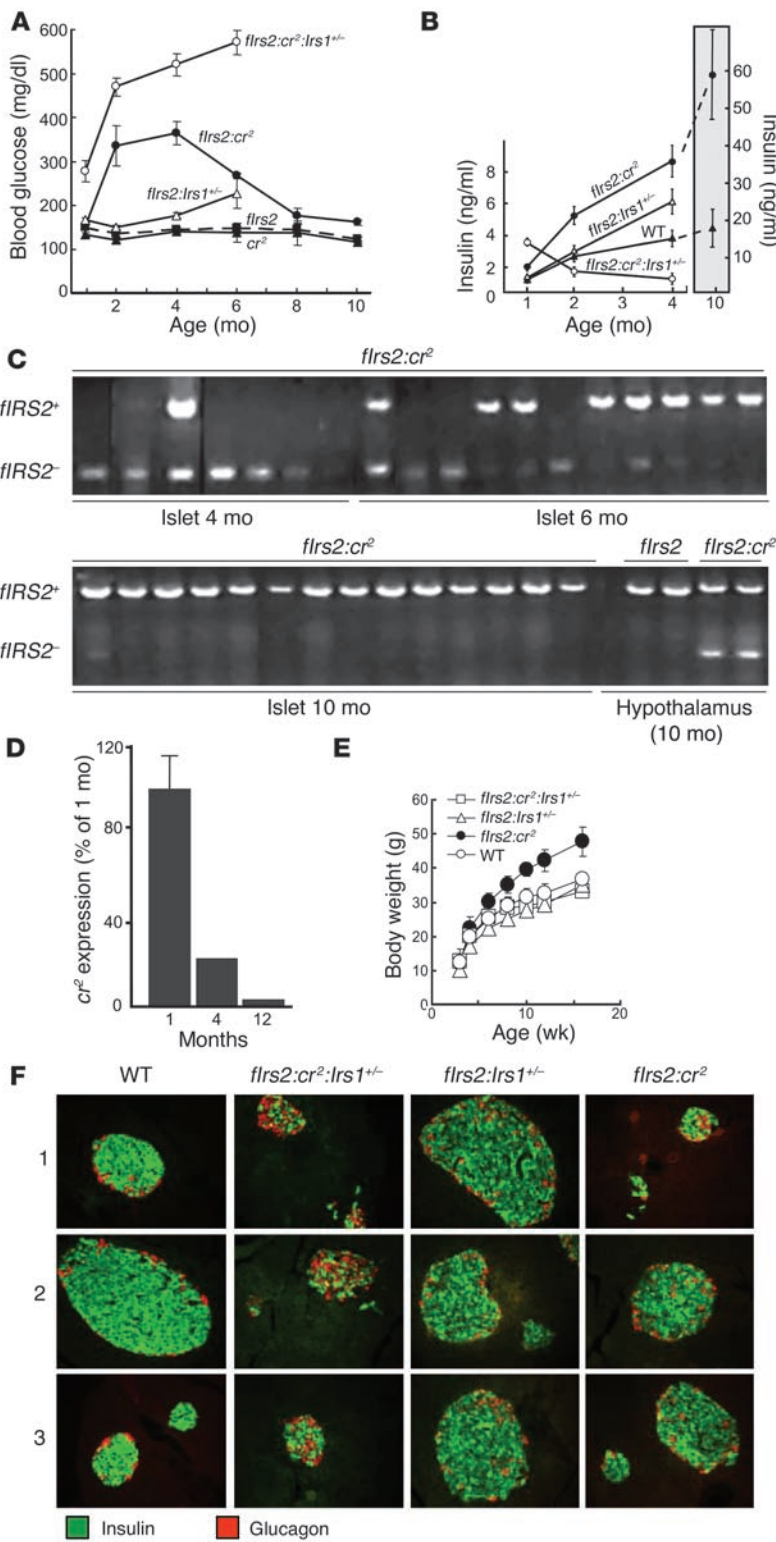 A
Blood glucose (mg/dl)
600
500
400
300
200
100
0
2
4
6
8
10
Age (mo)
fIrs2:cr²:Irs1⁺/⁻
fIrs2:cr²
fIrs2:Irs1⁺/⁻
fIrs2
cr²
B
Insulin (ng/ml)
8
6
4
2
1
2
3
4
10
Age (mo)
60
50
40
30
20
10
Insulin (ng/ml)
fIrs2:cr²
fIrs2:Irs1⁺/⁻
WT
fIrs2:cr²:Irs1⁺/⁻
C
fIrs2:cr²
fIRS2⁺
fIRS2⁻
Islet 4 mo
Islet 6 mo
fIrs2:cr²
fIrs2
fIrs2:cr²
fIRS2⁺
fIRS2⁻
Islet 10 mo
Hypothalamus
(10 mo)
D
cr² expression (% of 1 mo)
120
80
40
0
1
4
12
Months
E
Body weight (g)
60
50
40
30
20
10
0
0
10
20
Age (wk)
fIrs2:cr²:Irs1⁺/⁻
fIrs2:Irs1⁺/⁻
fIrs2:cr²
WT
F
WT
fIrs2:cr²:Irs1⁺/⁻
fIrs2:Irs1⁺/⁻
fIrs2:cr²
1
2
3
Insulin
Glucagon